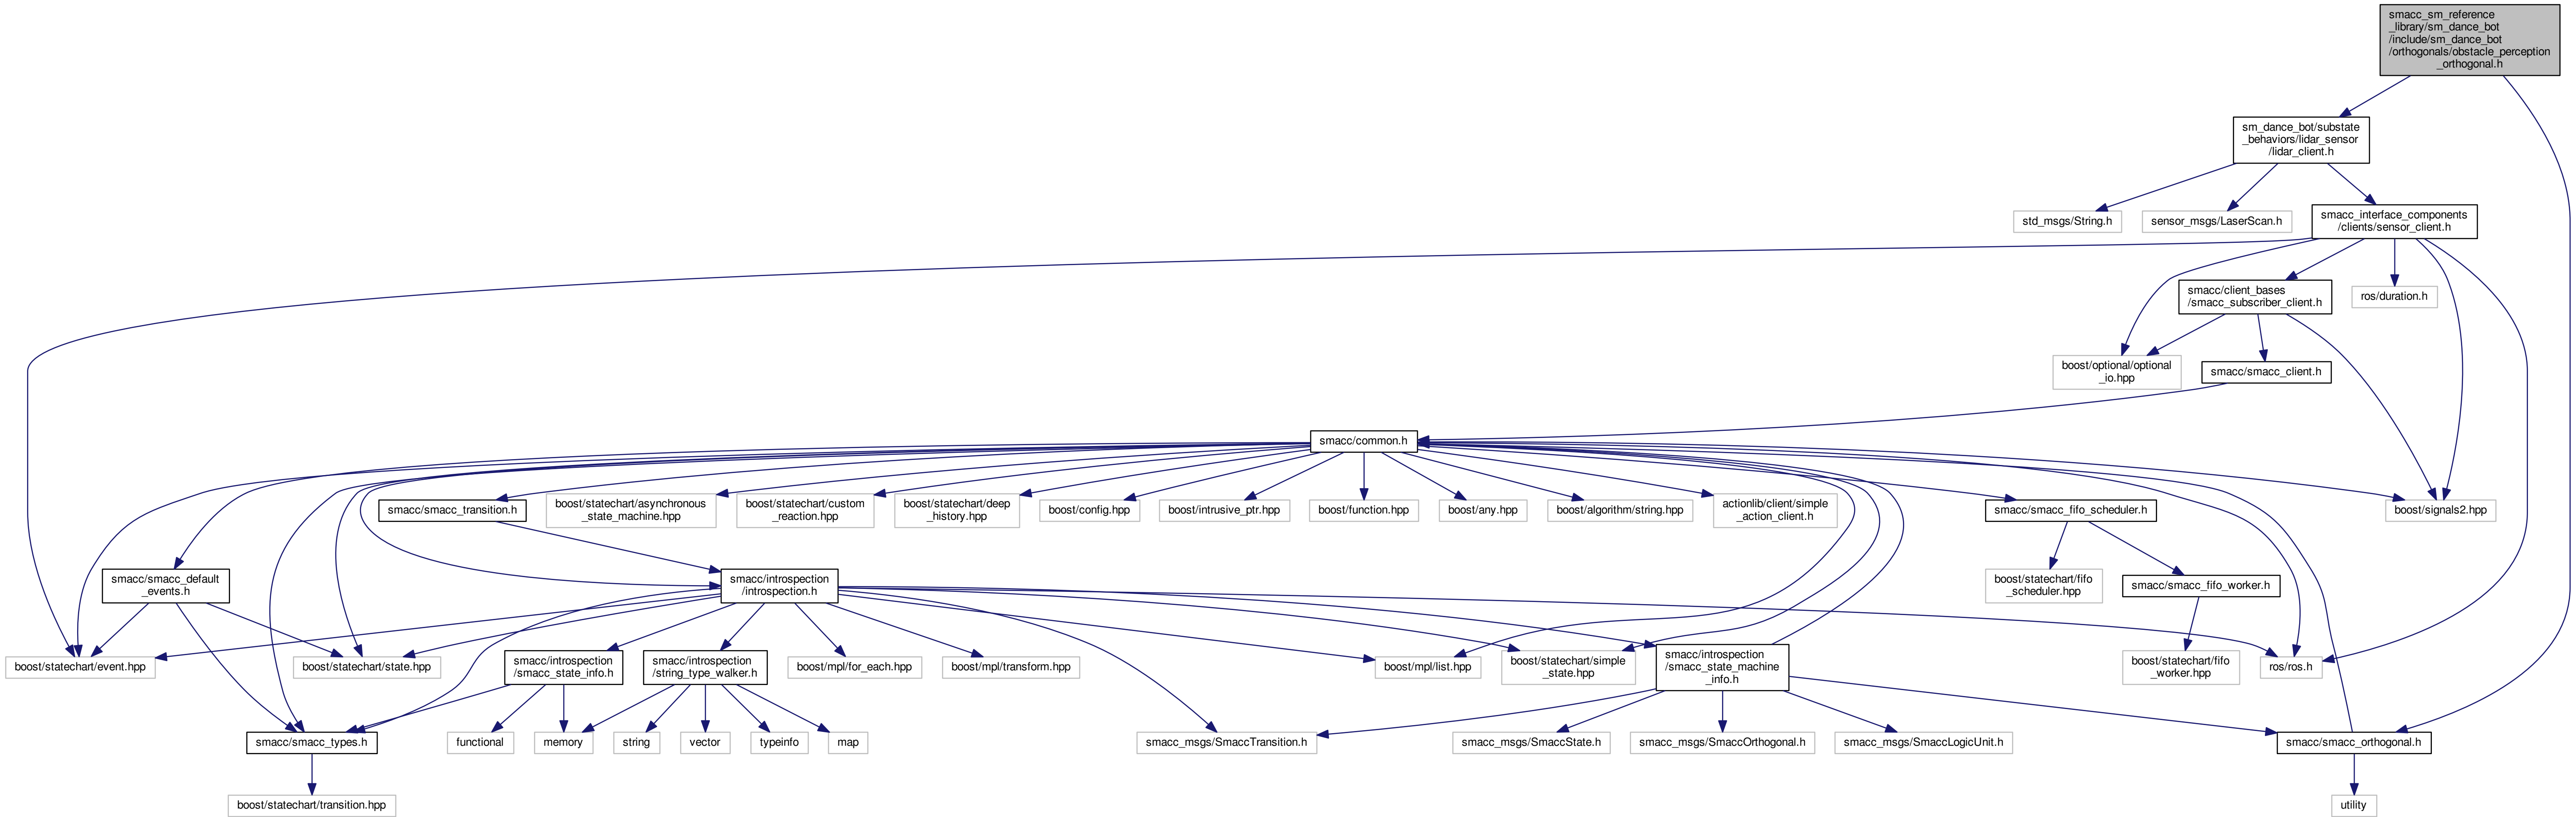 smacc_sm_reference
_library/sm_dance_bot
/include/sm_dance_bot
/orthogonals/obstacle_perception
_orthogonal.h
sm_dance_bot/substate
_behaviors/lidar_sensor
/lidar_client.h
std_msgs/String.h
sensor_msgs/LaserScan.h
smacc_interface_components
/clients/sensor_client.h
smacc/client_bases
/smacc_subscriber_client.h
ros/duration.h
boost/optional/optional
_io.hpp
smacc/smacc_client.h
smacc/common.h
smacc/smacc_transition.h
boost/statechart/asynchronous
_state_machine.hpp
boost/statechart/custom
_reaction.hpp
boost/statechart/deep
_history.hpp
boost/config.hpp
boost/intrusive_ptr.hpp
boost/function.hpp
boost/any.hpp
boost/algorithm/string.hpp
actionlib/client/simple
_action_client.h
smacc/smacc_fifo_scheduler.h
boost/signals2.hpp
smacc/smacc_default
_events.h
smacc/introspection
/introspection.h
boost/statechart/fifo
_scheduler.hpp
smacc/smacc_fifo_worker.h
boost/statechart/event.hpp
boost/statechart/state.hpp
smacc/introspection
/smacc_state_info.h
smacc/introspection
/string_type_walker.h
boost/mpl/for_each.hpp
boost/mpl/transform.hpp
boost/mpl/list.hpp
boost/statechart/simple
_state.hpp
smacc/introspection
/smacc_state_machine
_info.h
boost/statechart/fifo
_worker.hpp
ros/ros.h
smacc/smacc_types.h
functional
memory
string
vector
typeinfo
map
smacc_msgs/SmaccTransition.h
smacc_msgs/SmaccState.h
smacc_msgs/SmaccOrthogonal.h
smacc_msgs/SmaccLogicUnit.h
smacc/smacc_orthogonal.h
boost/statechart/transition.hpp
utility